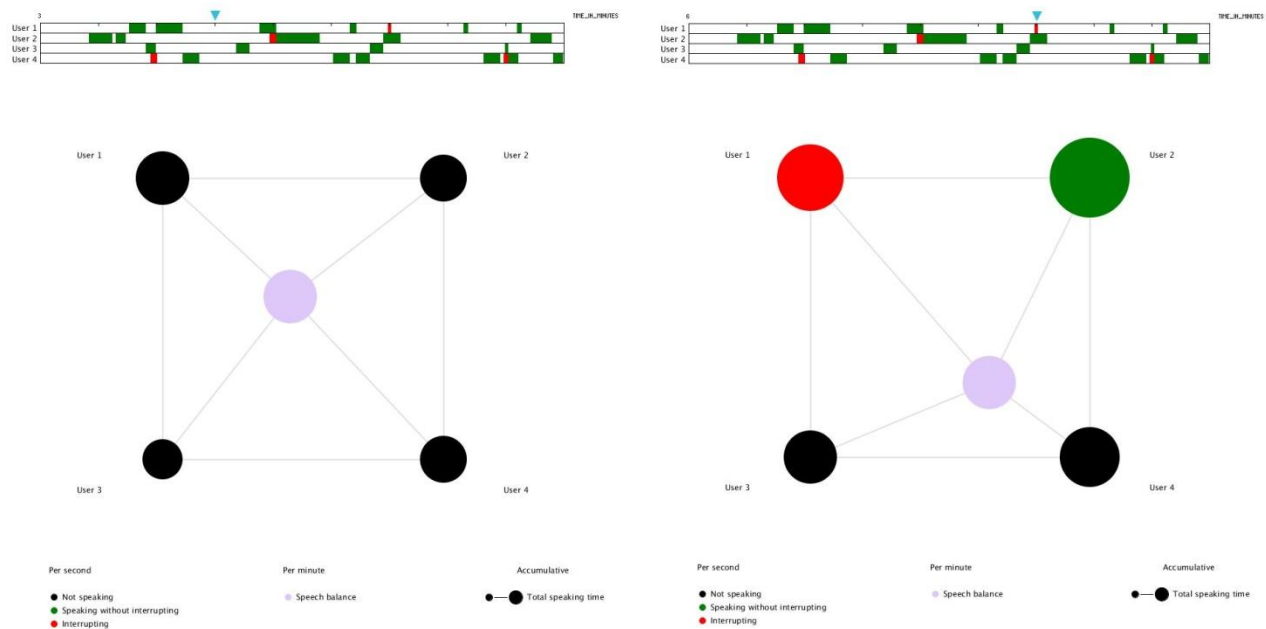 3 TIME_IN_MINUTES
User 1
User 2
User 3
User 4
User 1 User 2
User 3 User 4
Per second Per minute Accumulative
Not speaking Speech balance Total speaking time
Speaking without interrupting
Interrupting
6 TIME_IN_MINUTES
User 1
User 2
User 3
User 4
User 1 User 2
User 3 User 4
Per second Per minute Accumulative
Not speaking Speech balance Total speaking time
Speaking without interrupting
Interrupting